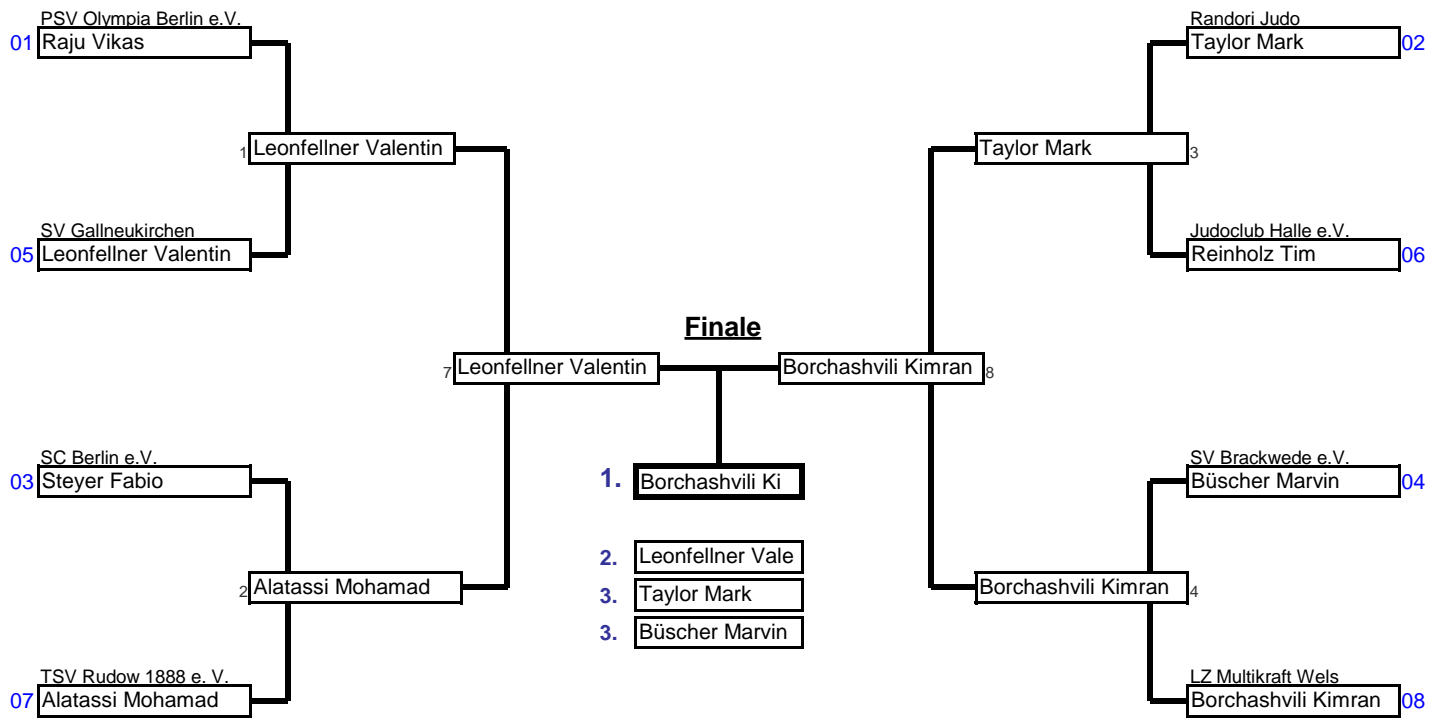 PSV Olympia Berlin e.V.
01 Raju Vikas
Randori Judo
Taylor Mark 02
1 Leonfellner Valentin
Taylor Mark 3
SV Gallneukirchen
05 Leonfellner Valentin
Judoclub Halle e.V.
Reinholz Tim 06
Finale
7 Leonfellner Valentin
Borchashvili Kimran 8
SC Berlin e.V.
03 Steyer Fabio
1. Borchashvili Ki
SV Brackwede e.V.
Büscher Marvin 04
2. Leonfellner Vale
2 Alatassi Mohamad
3. Taylor Mark
Borchashvili Kimran 4
3. Büscher Marvin
TSV Rudow 1888 e. V.
07 Alatassi Mohamad
LZ Multikraft Wels
Borchashvili Kimran 08